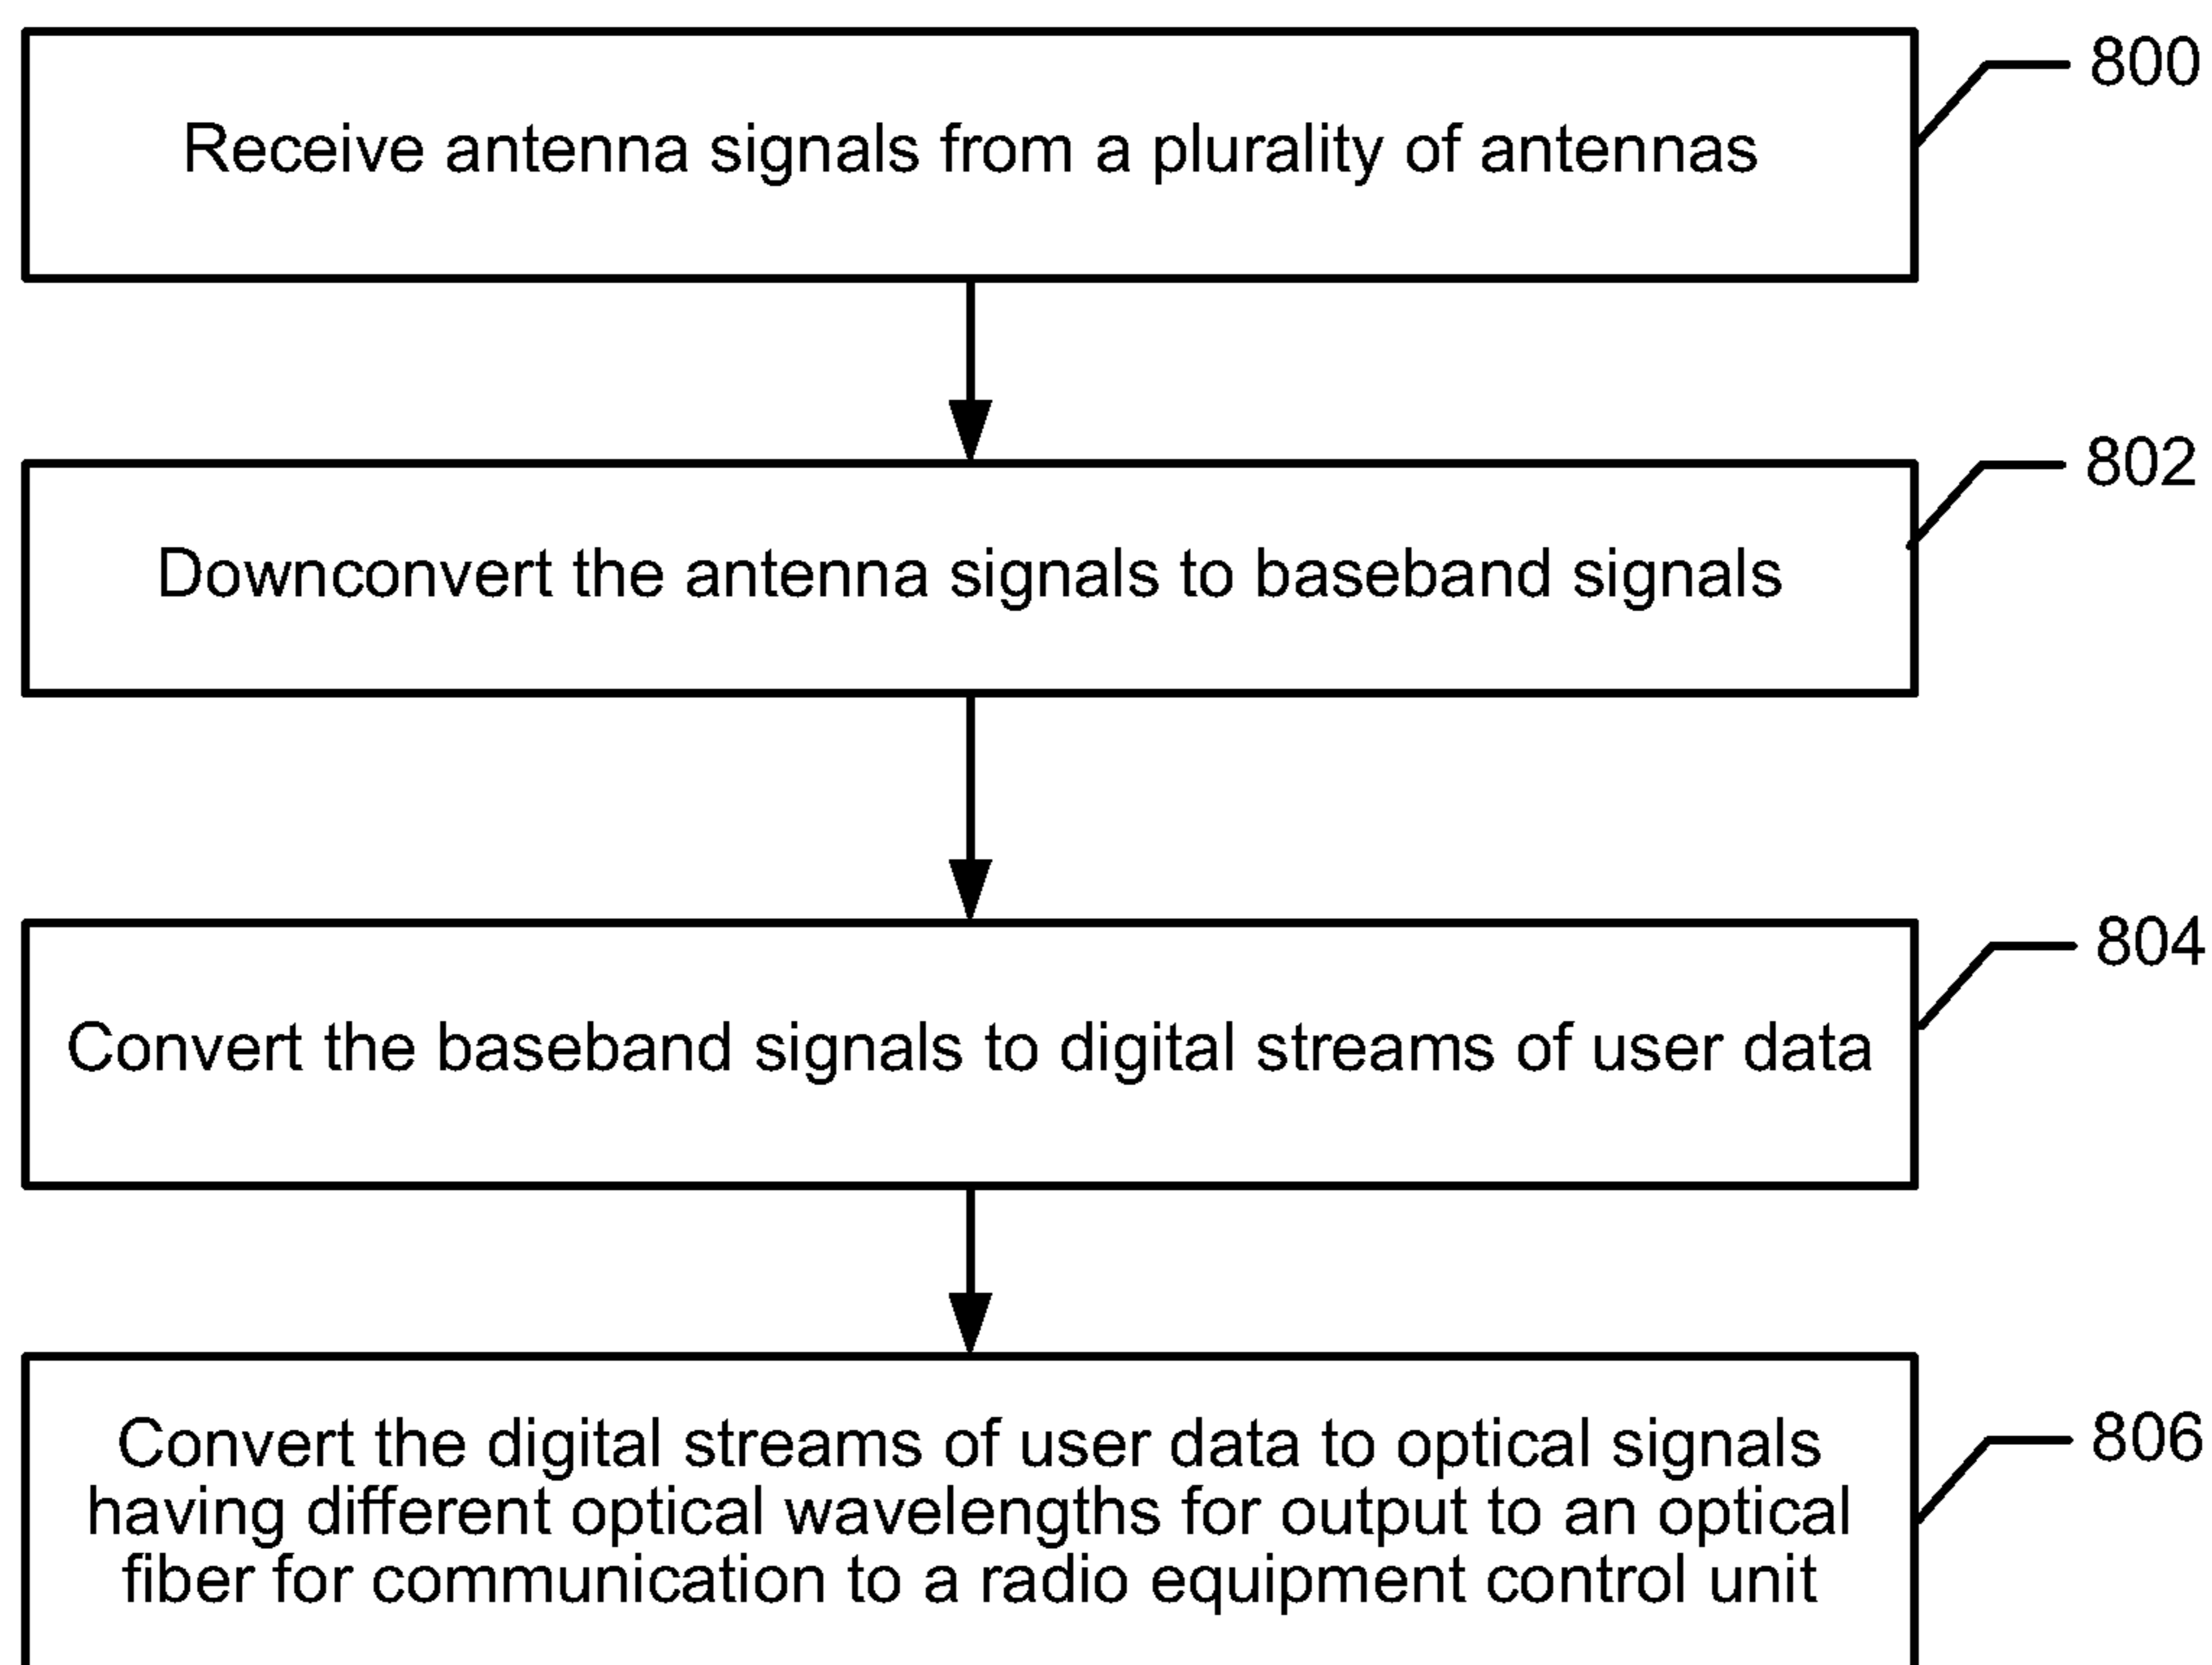 Receive antenna signals from a plurality of antennas
800
Downconvert the antenna signals to baseband signals
802
Convert the baseband signals to digital streams of user data
804
Convert the digital streams of user data to optical signals
having different optical wavelengths for output to an optical
fiber for communication to a radio equipment control unit
806